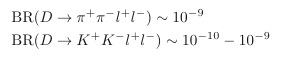 BR(D → π⁺π⁻l⁺l⁻) ∼ 10⁻⁹
BR(D → K⁺K⁻l⁺l⁻) ∼ 10⁻¹⁰ − 10⁻⁹